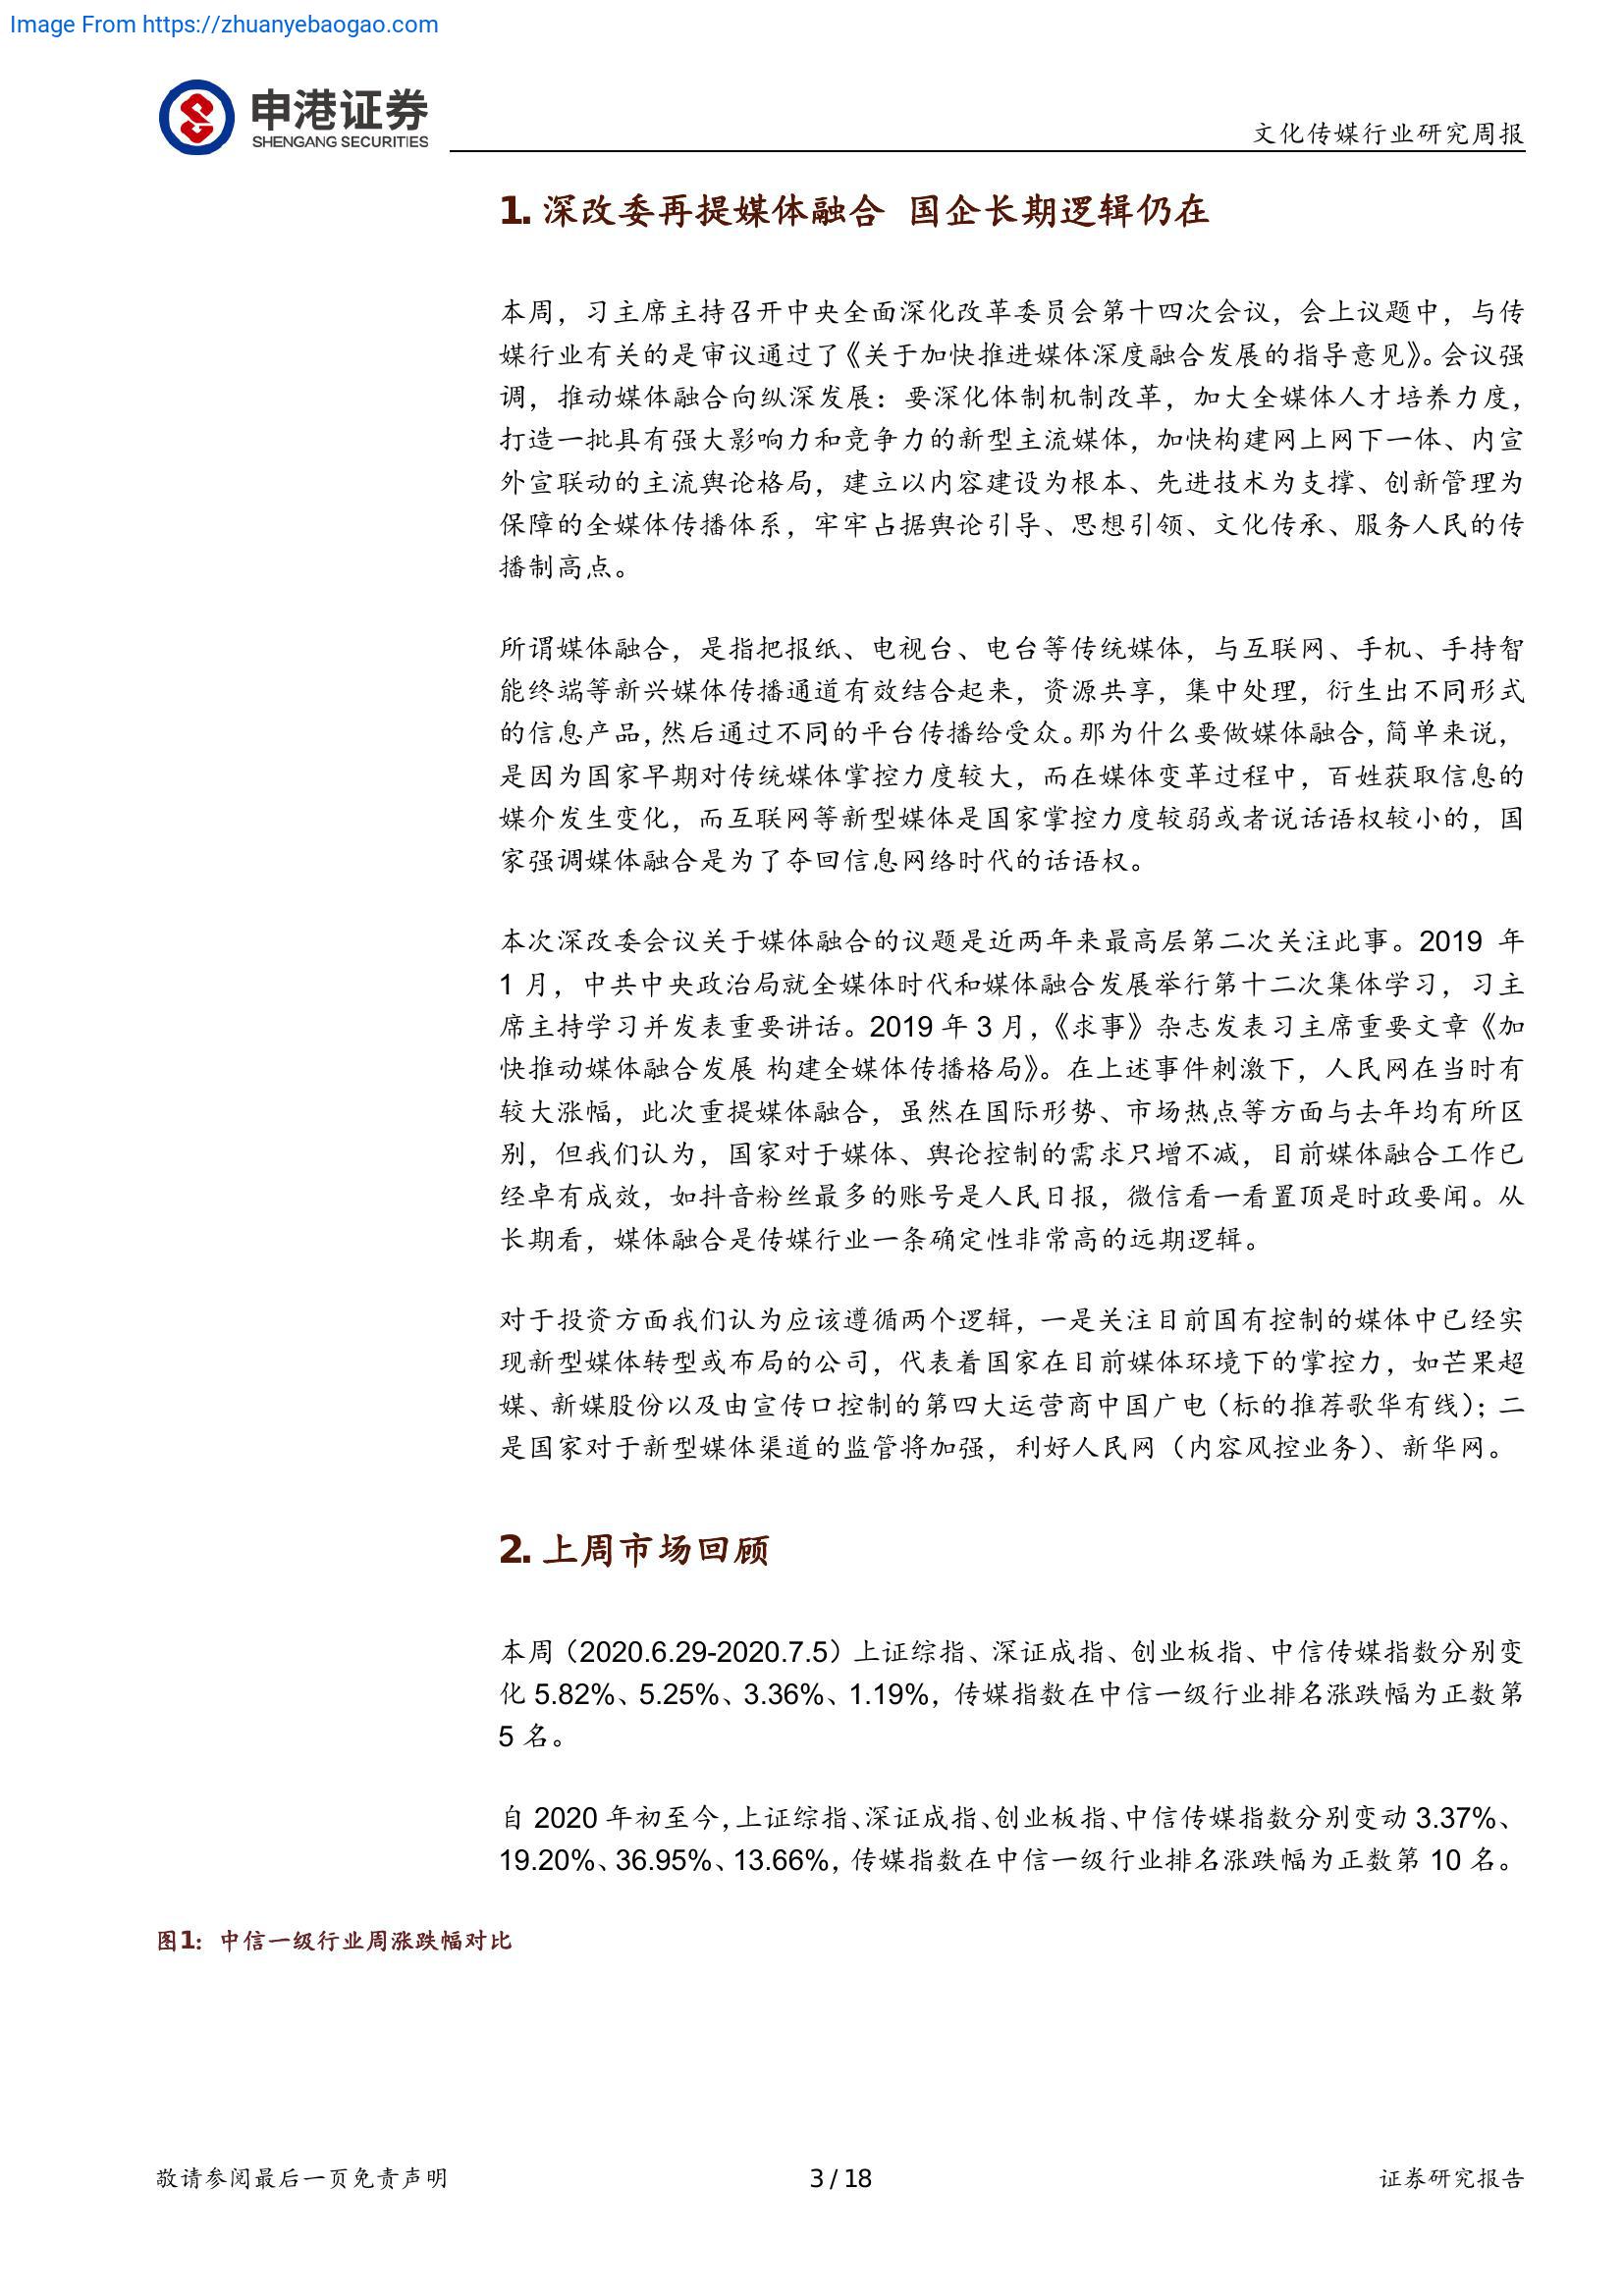 Image From https://zhuanyebaogao.com
申港证券
SHENGANG SECURITIES
文化传媒行业研究周报
1. 深改委再提媒体融合 国企长期逻辑仍在
本周，习主席主持召开中央全面深化改革委员会第十四次会议，会上议题中，与传
媒行业有关的是审议通过了《关于加快推进媒体深度融合发展的指导意见》。会议强
调，推动媒体融合向纵深发展：要深化体制机制改革，加大全媒体人才培养力度，
打造一批具有强大影响力和竞争力的新型主流媒体，加快构建网上网下一体、内宣
外宣联动的主流舆论格局，建立以内容建设为根本、先进技术为支撑、创新管理为
保障的全媒体传播体系，牢牢占据舆论引导、思想引领、文化传承、服务人民的传
播制高点。
所谓媒体融合，是指把报纸、电视台、电台等传统媒体，与互联网、手机、手持智
能终端等新兴媒体传播通道有效结合起来，资源共享，集中处理，衍生出不同形式
的信息产品，然后通过不同的平台传播给受众。那为什么要做媒体融合，简单来说，
是因为国家早期对传统媒体掌控力度较大，而在媒体变革过程中，百姓获取信息的
媒介发生变化，而互联网等新型媒体是国家掌控力度较弱或者说话语权较小的，国
家强调媒体融合是为了夺回信息网络时代的话语权。
本次深改委会议关于媒体融合的议题是近两年来最高层第二次关注此事。2019 年
1 月，中共中央政治局就全媒体时代和媒体融合发展举行第十二次集体学习，习主
席主持学习并发表重要讲话。2019 年 3 月，《求事》杂志发表习主席重要文章《加
快推动媒体融合发展 构建全媒体传播格局》。在上述事件刺激下，人民网在当时有
较大涨幅，此次重提媒体融合，虽然在国际形势、市场热点等方面与去年均有所区
别，但我们认为，国家对于媒体、舆论控制的需求只增不减，目前媒体融合工作已
经卓有成效，如抖音粉丝最多的账号是人民日报，微信看一看置顶是时政要闻。从
长期看，媒体融合是传媒行业一条确定性非常高的远期逻辑。
对于投资方面我们认为应该遵循两个逻辑，一是关注目前国有控制的媒体中已经实
现新型媒体转型或布局的公司，代表着国家在目前媒体环境下的掌控力，如芒果超
媒、新媒股份以及由宣传口控制的第四大运营商中国广电（标的推荐歌华有线）；二
是国家对于新型媒体渠道的监管将加强，利好人民网（内容风控业务）、新华网。
2. 上周市场回顾
本周（2020.6.29-2020.7.5）上证综指、深证成指、创业板指、中信传媒指数分别变
化 5.82%、5.25%、3.36%、1.19%，传媒指数在中信一级行业排名涨跌幅为正数第
5 名。
自 2020 年初至今，上证综指、深证成指、创业板指、中信传媒指数分别变动 3.37%、
19.20%、36.95%、13.66%，传媒指数在中信一级行业排名涨跌幅为正数第 10 名。
图1：中信一级行业周涨跌幅对比
敬请参阅最后一页免责声明
3 / 18
证券研究报告